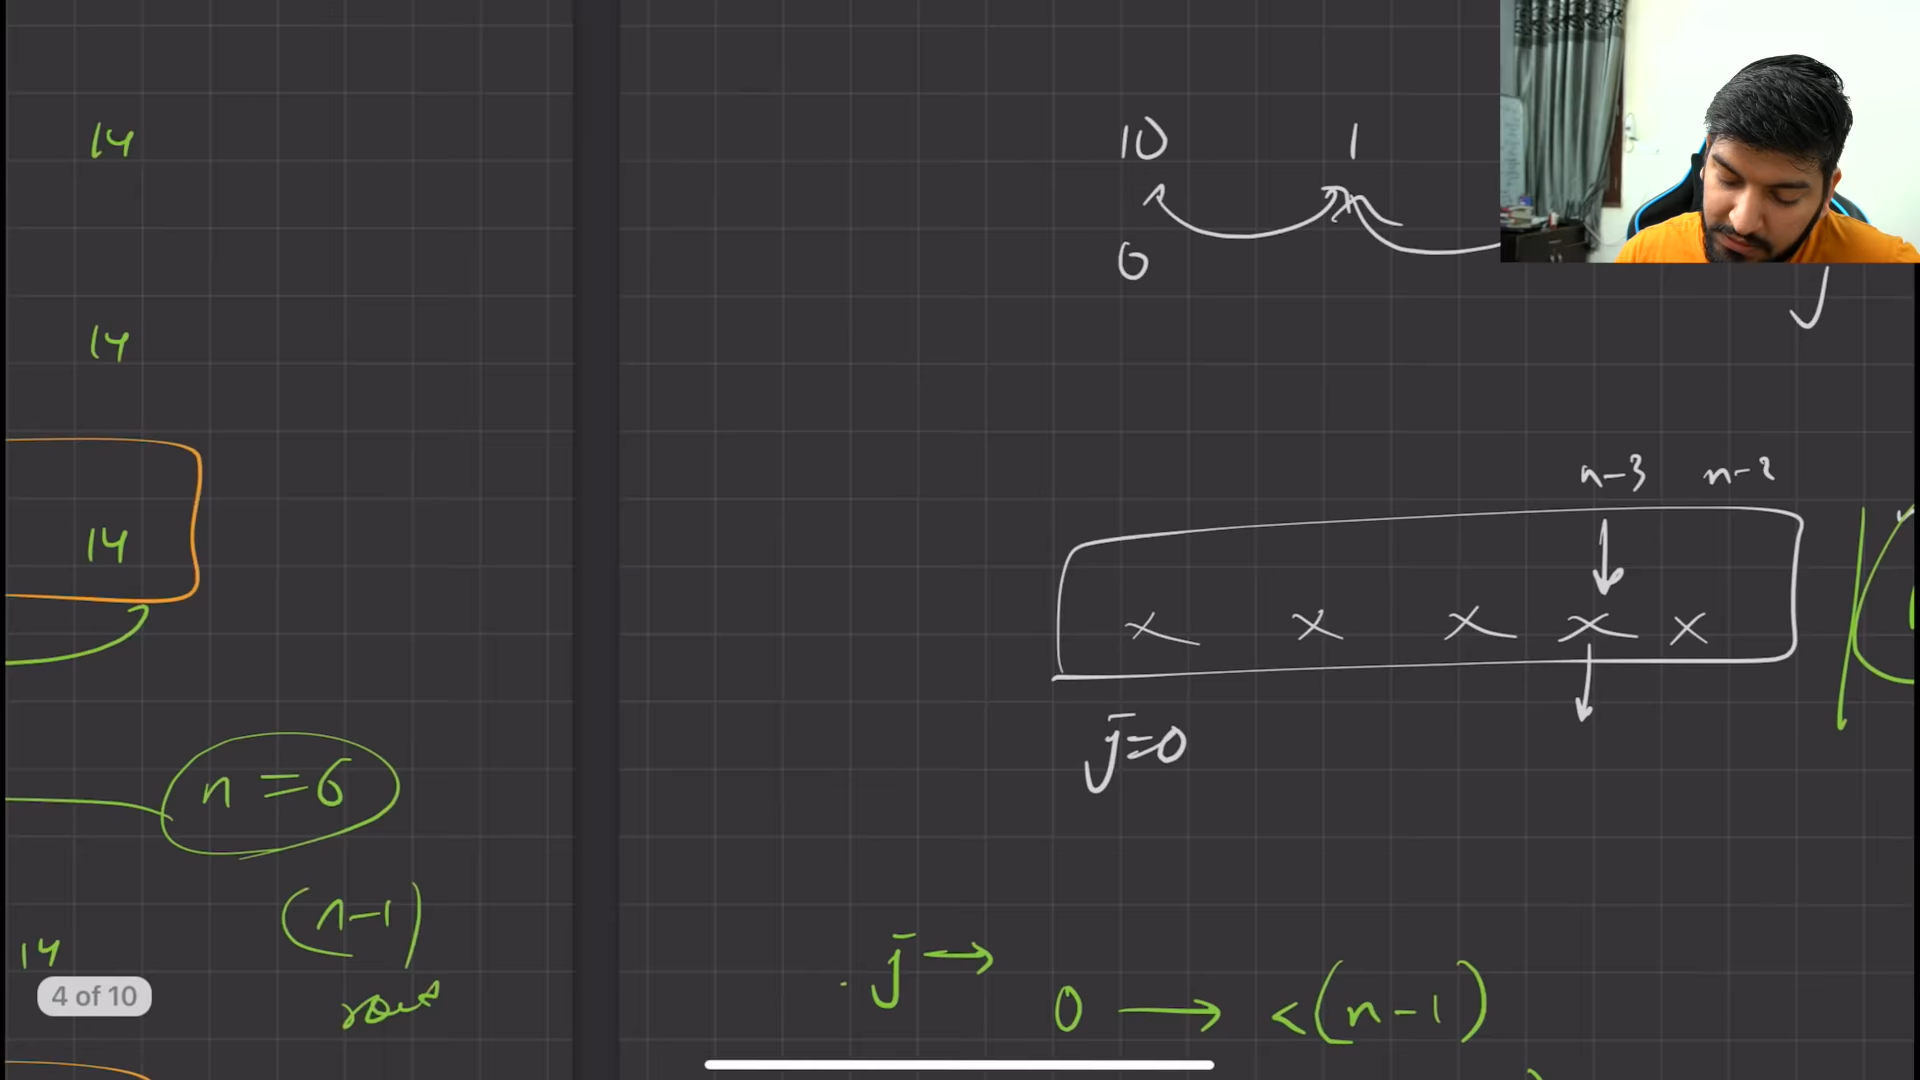 14
14
14
n = 6
(n-1)
14
4 of 10
10 1
0
j
n-3 n-2
x x x x x
j=0
j → 0 → <(n-1)